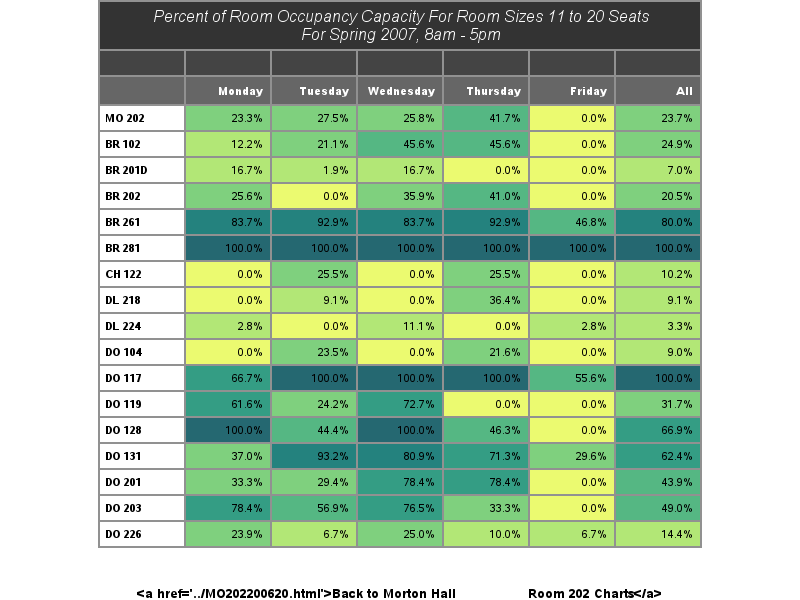 Percent of Room Occupancy Capacity For Room Sizes 11 to 20 Seats
For Spring 2007, 8am - 5pm
Monday Tuesday Wednesday Thursday Friday All
MO 202 23.3% 27.5% 25.8% 41.7% 0.0% 23.7%
BR 102 12.2% 21.1% 45.6% 45.6% 0.0% 24.9%
BR 201D 16.7% 1.9% 16.7% 0.0% 0.0% 7.0%
BR 202 25.6% 0.0% 35.9% 41.0% 0.0% 20.5%
BR 261 83.7% 92.9% 83.7% 92.9% 46.8% 80.0%
BR 281 100.0% 100.0% 100.0% 100.0% 100.0% 100.0%
CH 122 0.0% 25.5% 0.0% 25.5% 0.0% 10.2%
DL 218 0.0% 9.1% 0.0% 36.4% 0.0% 9.1%
DL 224 2.8% 0.0% 11.1% 0.0% 2.8% 3.3%
DO 104 0.0% 23.5% 0.0% 21.6% 0.0% 9.0%
DO 117 66.7% 100.0% 100.0% 100.0% 55.6% 100.0%
DO 119 61.6% 24.2% 72.7% 0.0% 0.0% 31.7%
DO 128 100.0% 44.4% 100.0% 46.3% 0.0% 66.9%
DO 131 37.0% 93.2% 80.9% 71.3% 29.6% 62.4%
DO 201 33.3% 29.4% 78.4% 78.4% 0.0% 43.9%
DO 203 78.4% 56.9% 76.5% 33.3% 0.0% 49.0%
DO 226 23.9% 6.7% 25.0% 10.0% 6.7% 14.4%
<a href='../MO202200620.html'>Back to Morton Hall Room 202 Charts</a>